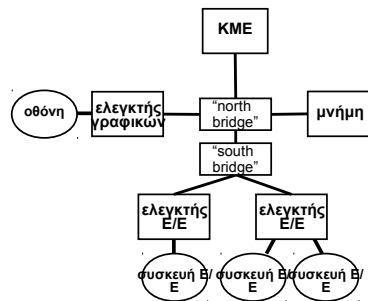 ΚΜΕ
οθόνη
ελεγκτής
γραφικών
"north
bridge"
μνήμη
"south
bridge"
ελεγκτής
Ε/Ε
ελεγκτής
Ε/Ε
συσκευή Ε/
Ε
συσκευή Ε/
Ε
συσκευή Ε/
Ε